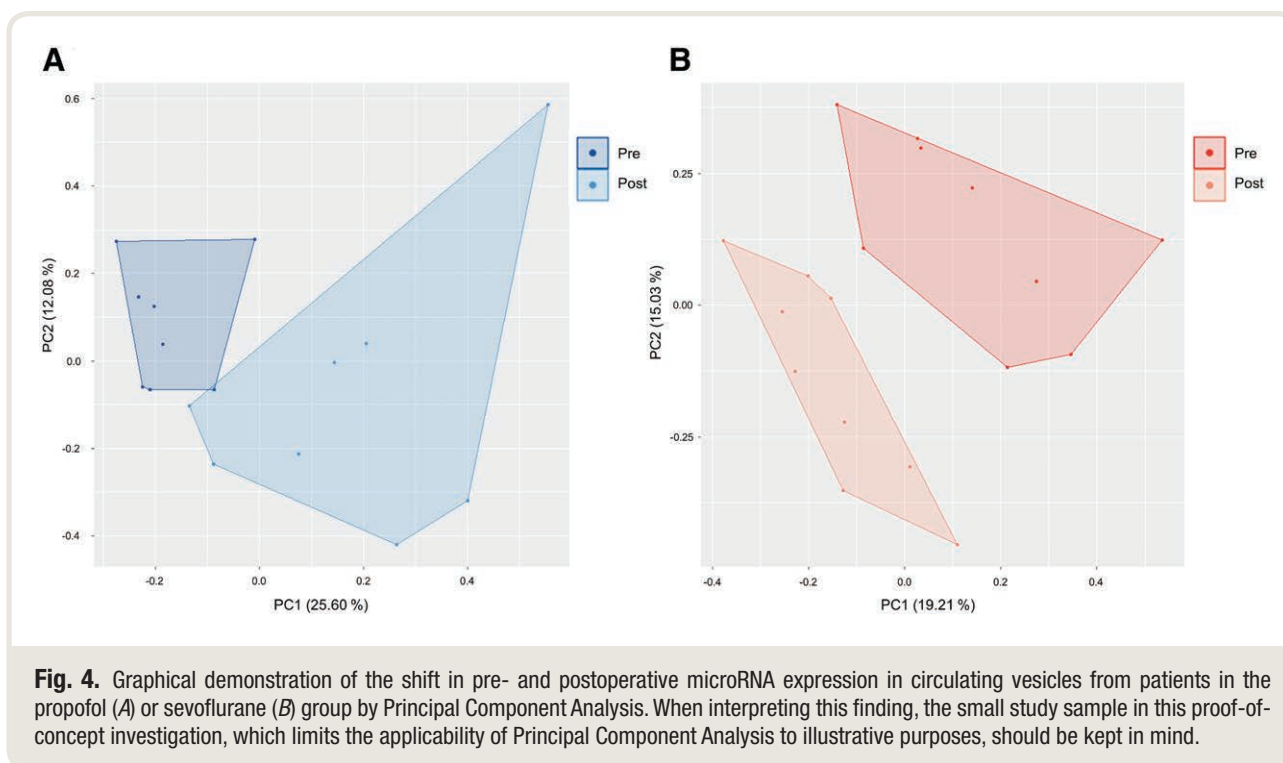 A
0.6
0.4
0.2
0.0
-0.2
-0.4
PC2 (12.08 %)
-0.2
0.0
0.2
0.4
PC1 (25.60 %)
Pre
Post
B
0.25
0.00
-0.25
PC2 (15.03 %)
-0.4
-0.2
0.0
0.2
0.4
PC1 (19.21 %)
Pre
Post
Fig. 4. Graphical demonstration of the shift in pre- and postoperative microRNA expression in circulating vesicles from patients in the
propofol (A) or sevoflurane (B) group by Principal Component Analysis. When interpreting this finding, the small study sample in this proof-of-
concept investigation, which limits the applicability of Principal Component Analysis to illustrative purposes, should be kept in mind.